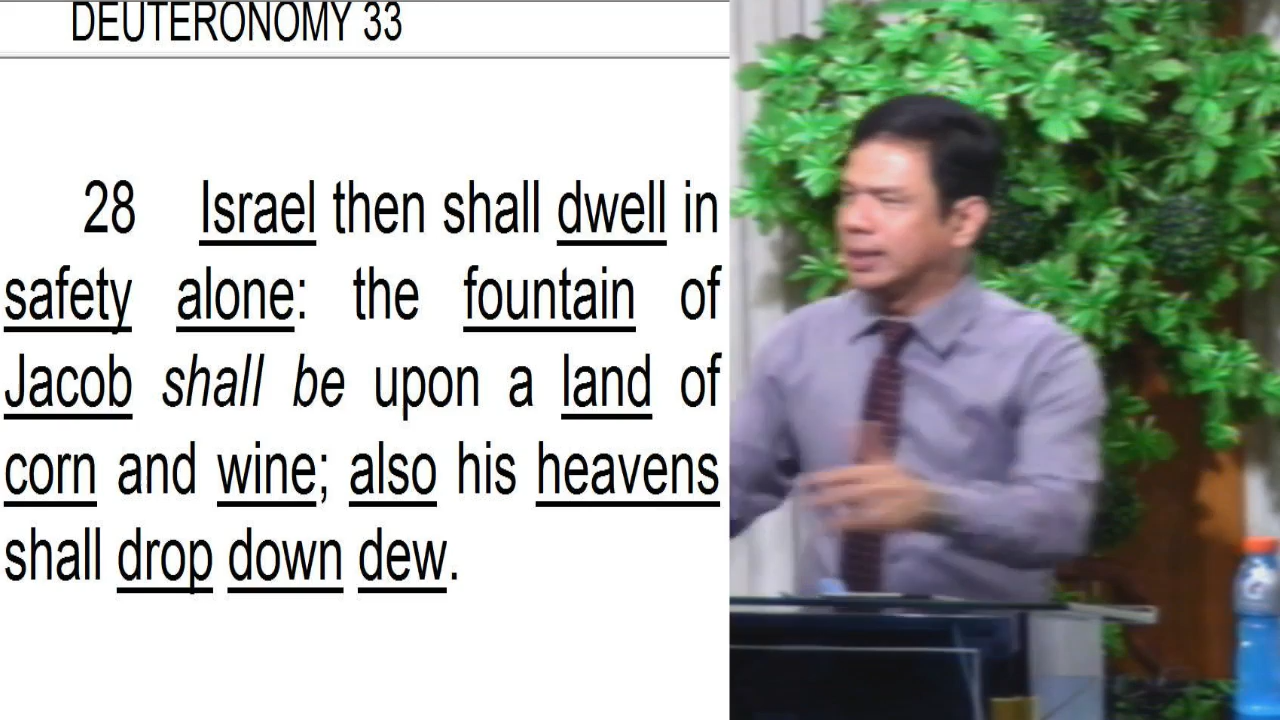 DEUTERONOMY 33
28 Israel then shall dwell in
safety alone: the fountain of
Jacob shall be upon a land of
corn and wine; also his heavens
shall drop down dew.